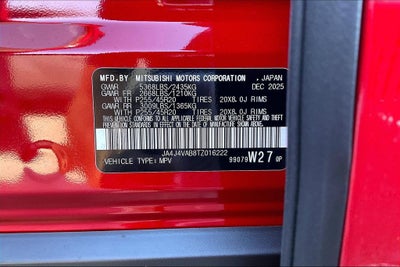 MFD.BY MITSUBISHI MOTORS CORPORATION, JAPAN
GVWR 5368LBS/2435KG DEC 2025
GAWR FR 2668LBS/1210KG
WITH P255/45R20 TIRES 20X8.0J RIMS
GAWR RR 3009LBS/1365KG
WITH P255/45R20 TIRES 20X8.0J RIMS
THIS VEHICLE CONFORMS TO ALL APPLICABLE FEDERAL
MOTOR VEHICLE SAFETY AND THEFT PREVENTION STANDARDS
IN EFFECT ON THE DATE OF MANUFACTURE SHOWN ABOVE.
JA4J4VAB8TZ016222
VEHICLE TYPE: MPV 99079 W27 0P